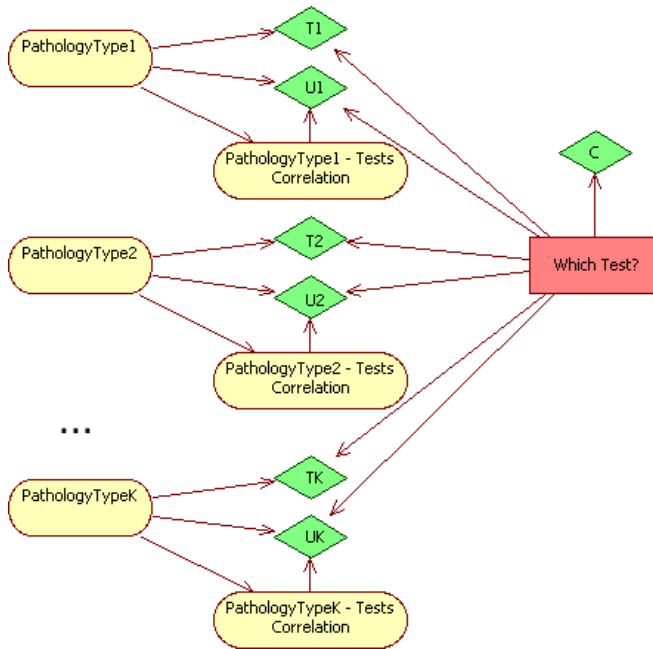 PathologyType1
T1
U1
PathologyType1 - Tests
Correlation
C
PathologyType2
T2
U2
Which Test?
PathologyType2 - Tests
Correlation
...
PathologyTypeK
TK
UK
PathologyTypeK - Tests
Correlation